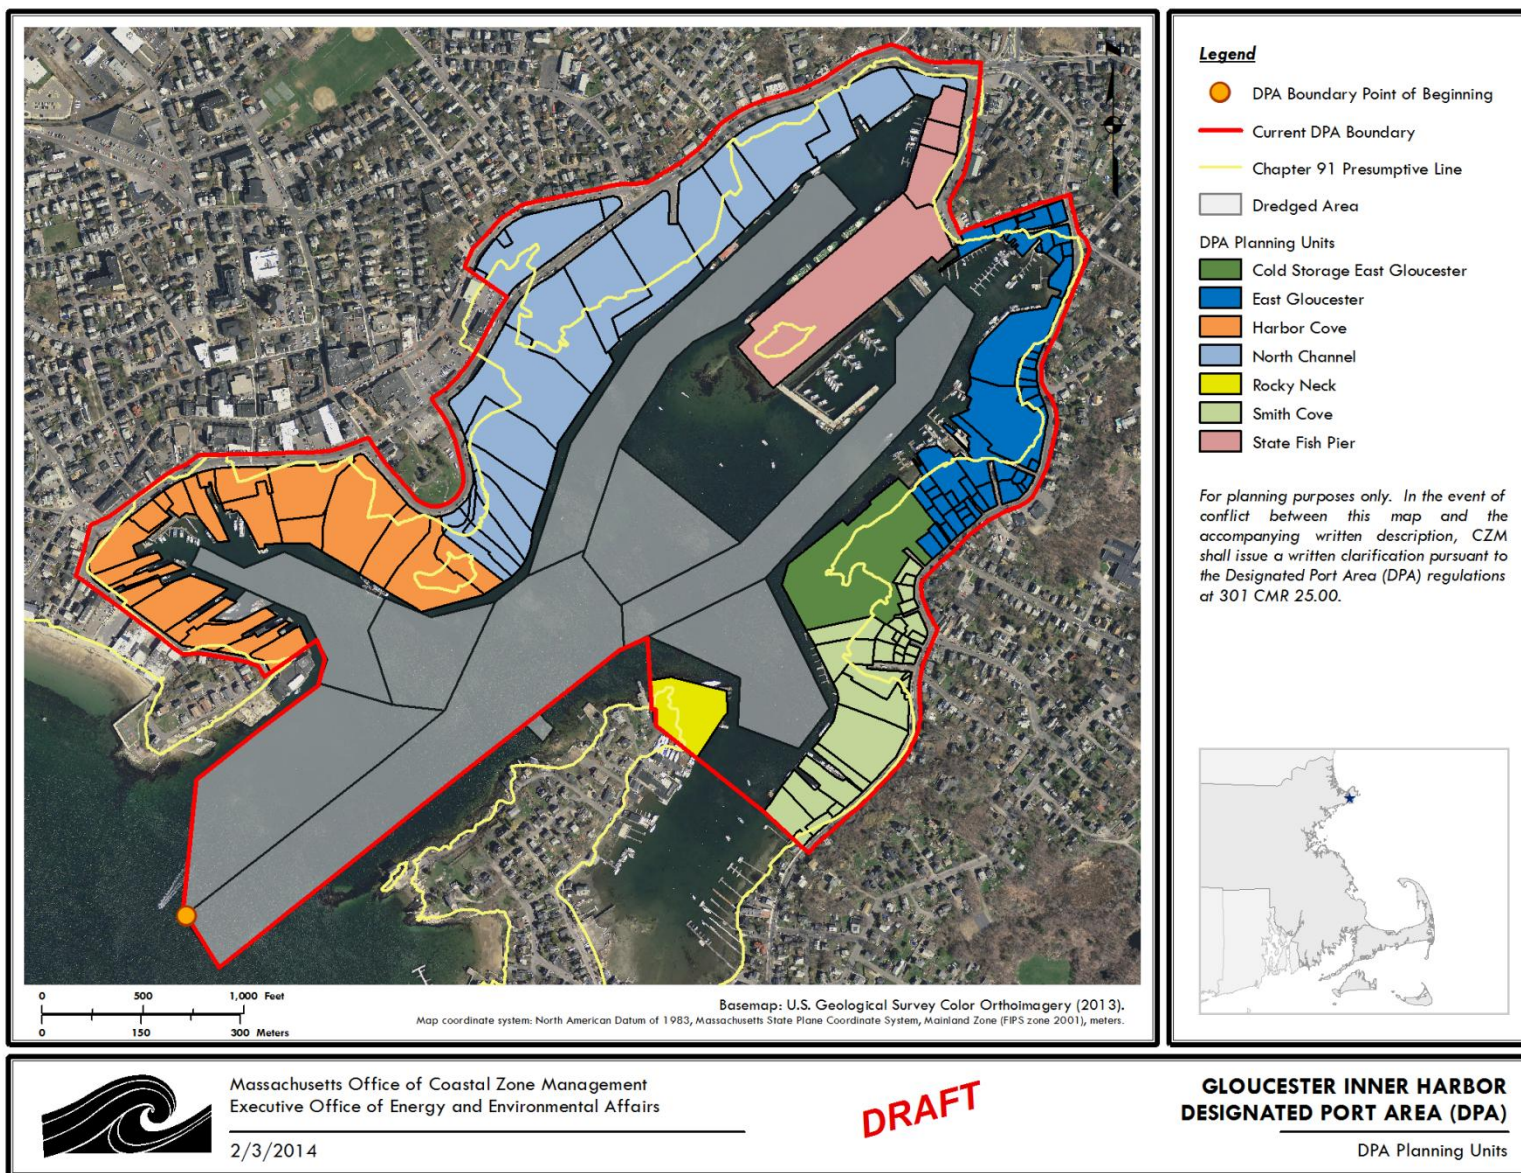 Legend
DPA Boundary Point of Beginning
Current DPA Boundary
Chapter 91 Presumptive Line
Dredged Area
DPA Planning Units
Cold Storage East Gloucester
East Gloucester
Harbor Cove
North Channel
Rocky Neck
Smith Cove
State Fish Pier
For planning purposes only. In the event of
conflict between this map and the
accompanying written description, CZM
shall issue a written clarification pursuant to
the Designated Port Area (DPA) regulations
at 301 CMR 25.00.
0 500 1,000 Feet
0 150 300 Meters
Basemap: U.S. Geological Survey Color Orthoimagery (2013).
Map coordinate system: North American Datum of 1983, Massachusetts State Plane Coordinate System, Mainland Zone (FIPS zone 2001), meters.
Massachusetts Office of Coastal Zone Management
Executive Office of Energy and Environmental Affairs
2/3/2014
DRAFT
GLOUCESTER INNER HARBOR
DESIGNATED PORT AREA (DPA)
DPA Planning Units